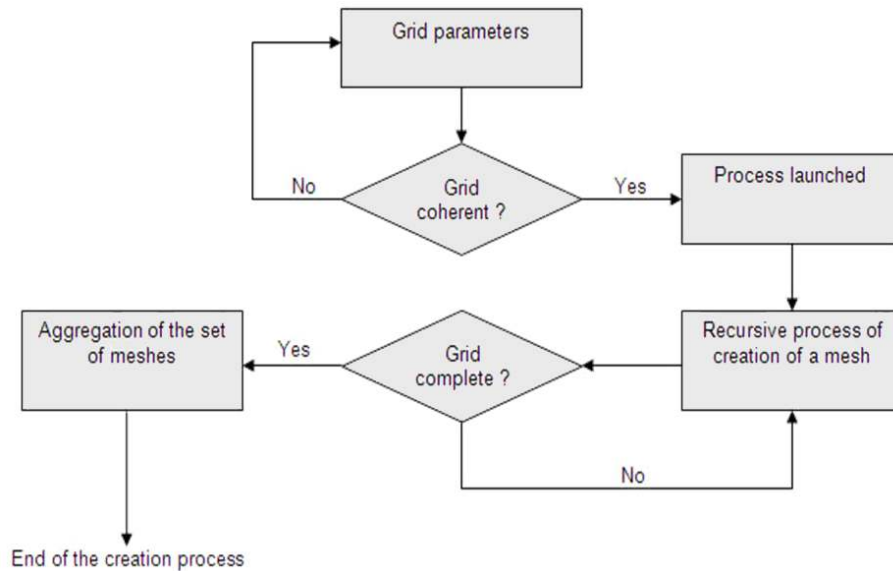 Grid parameters
No
Grid
coherent ?
Yes
Process launched
Aggregation of the set
of meshes
Yes
Grid
complete ?
Recursive process of
creation of a mesh
No
End of the creation process